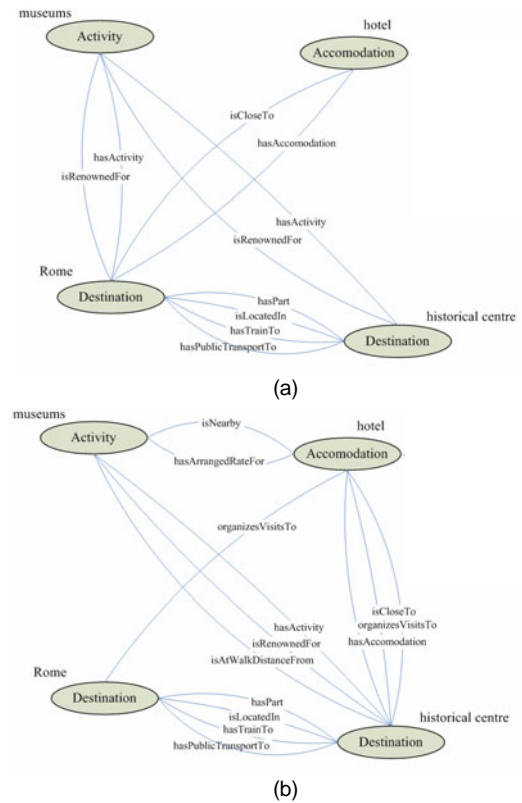 museums
hotel
Activity
Accomodation
isCloseTo
hasAccomodation
hasActivity
isRenownedFor
hasActivity
isRenownedFor
Rome
Destination
hasPart
isLocatedIn
hasTrainTo
hasPublicTransportTo
historical centre
Destination
(a)
museums
hotel
isNearby
Activity
Accomodation
hasArrangedRateFor
organizesVisitsTo
isCloseTo
organizesVisitsTo
hasAccomodation
hasActivity
isRenownedFor
isAtWalkDistanceFrom
Rome
Destination
hasPart
isLocatedIn
hasTrainTo
hasPublicTransportTo
historical centre
Destination
(b)